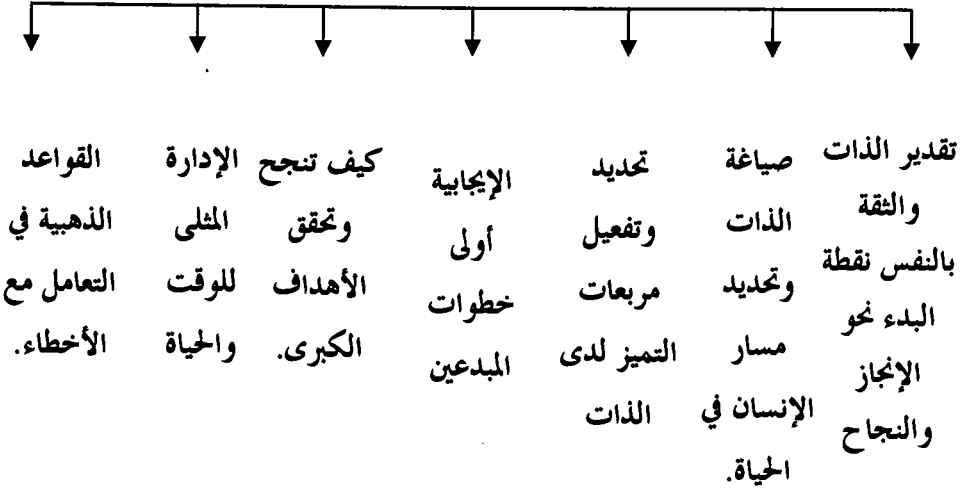 تقدير الذات
والثقة
بالنفس نقطة
البدء نحو
الإنجاز
والنجاح
صياغة
الذات
وتحديد
مسار
الإنسان في
الحياة.
تحديد
وتفعيل
مربعات
التميز لدى
الذات
الإيجابية
أولى
خطوات
المبدعين
كيف تنجح
وتحقق
الأهداف
الكبرى.
الإدارة
المثلى
للوقت
والحياة
القواعد
الذهبية في
التعامل مع
الأخطاء.